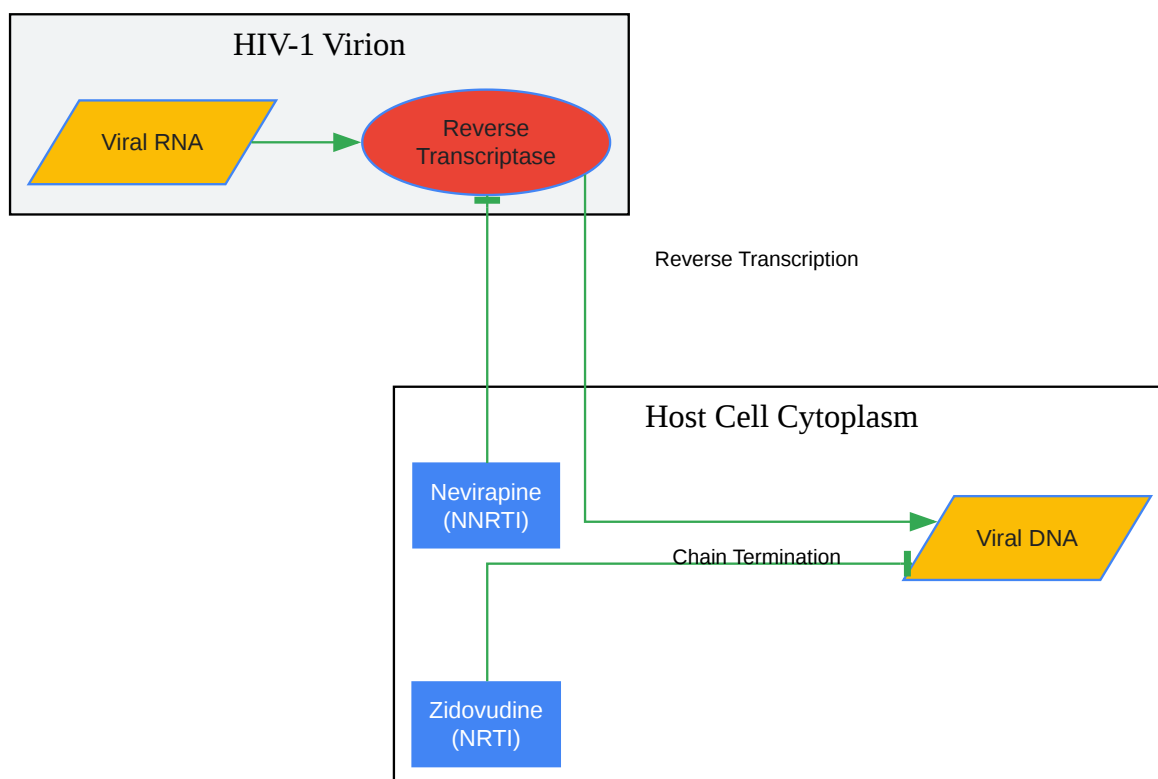 HIV-1 Virion
Viral RNA
Reverse
Transcriptase
Reverse Transcription
Host Cell Cytoplasm
Nevirapine
(NNRTI)
Viral DNA
Chain Termination
Zidovudine
(NRTI)